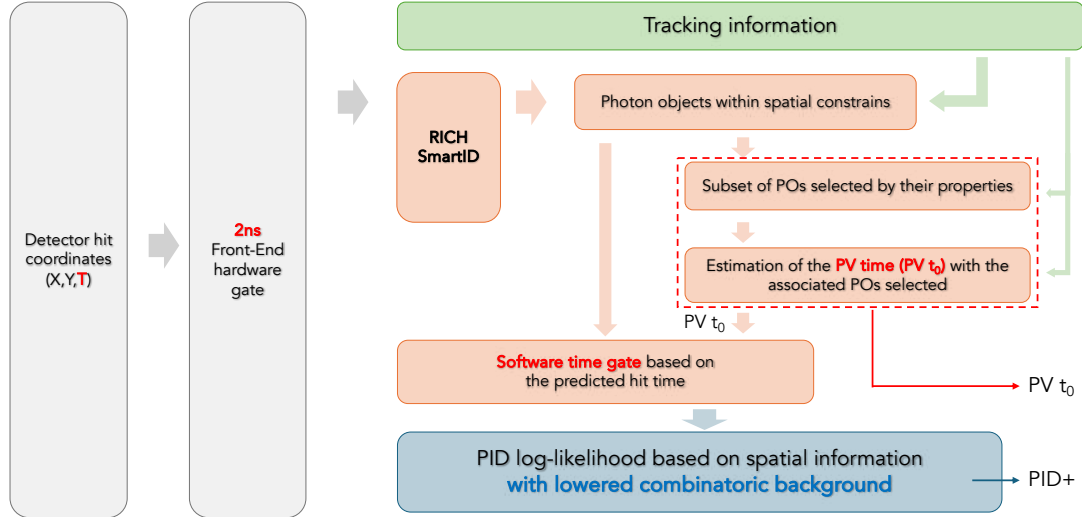 Tracking information
Photon objects within spatial constrains
RICH
SmartID
Subset of POs selected by their properties
Detector hit
coordinates
(X,Y,T)
2ns
Front-End
hardware
gate
Estimation of the PV time (PV t₀) with the
associated POs selected
PV t₀
Software time gate based on
the predicted hit time
PV t₀
PID log-likelihood based on spatial information
with lowered combinatoric background
PID+